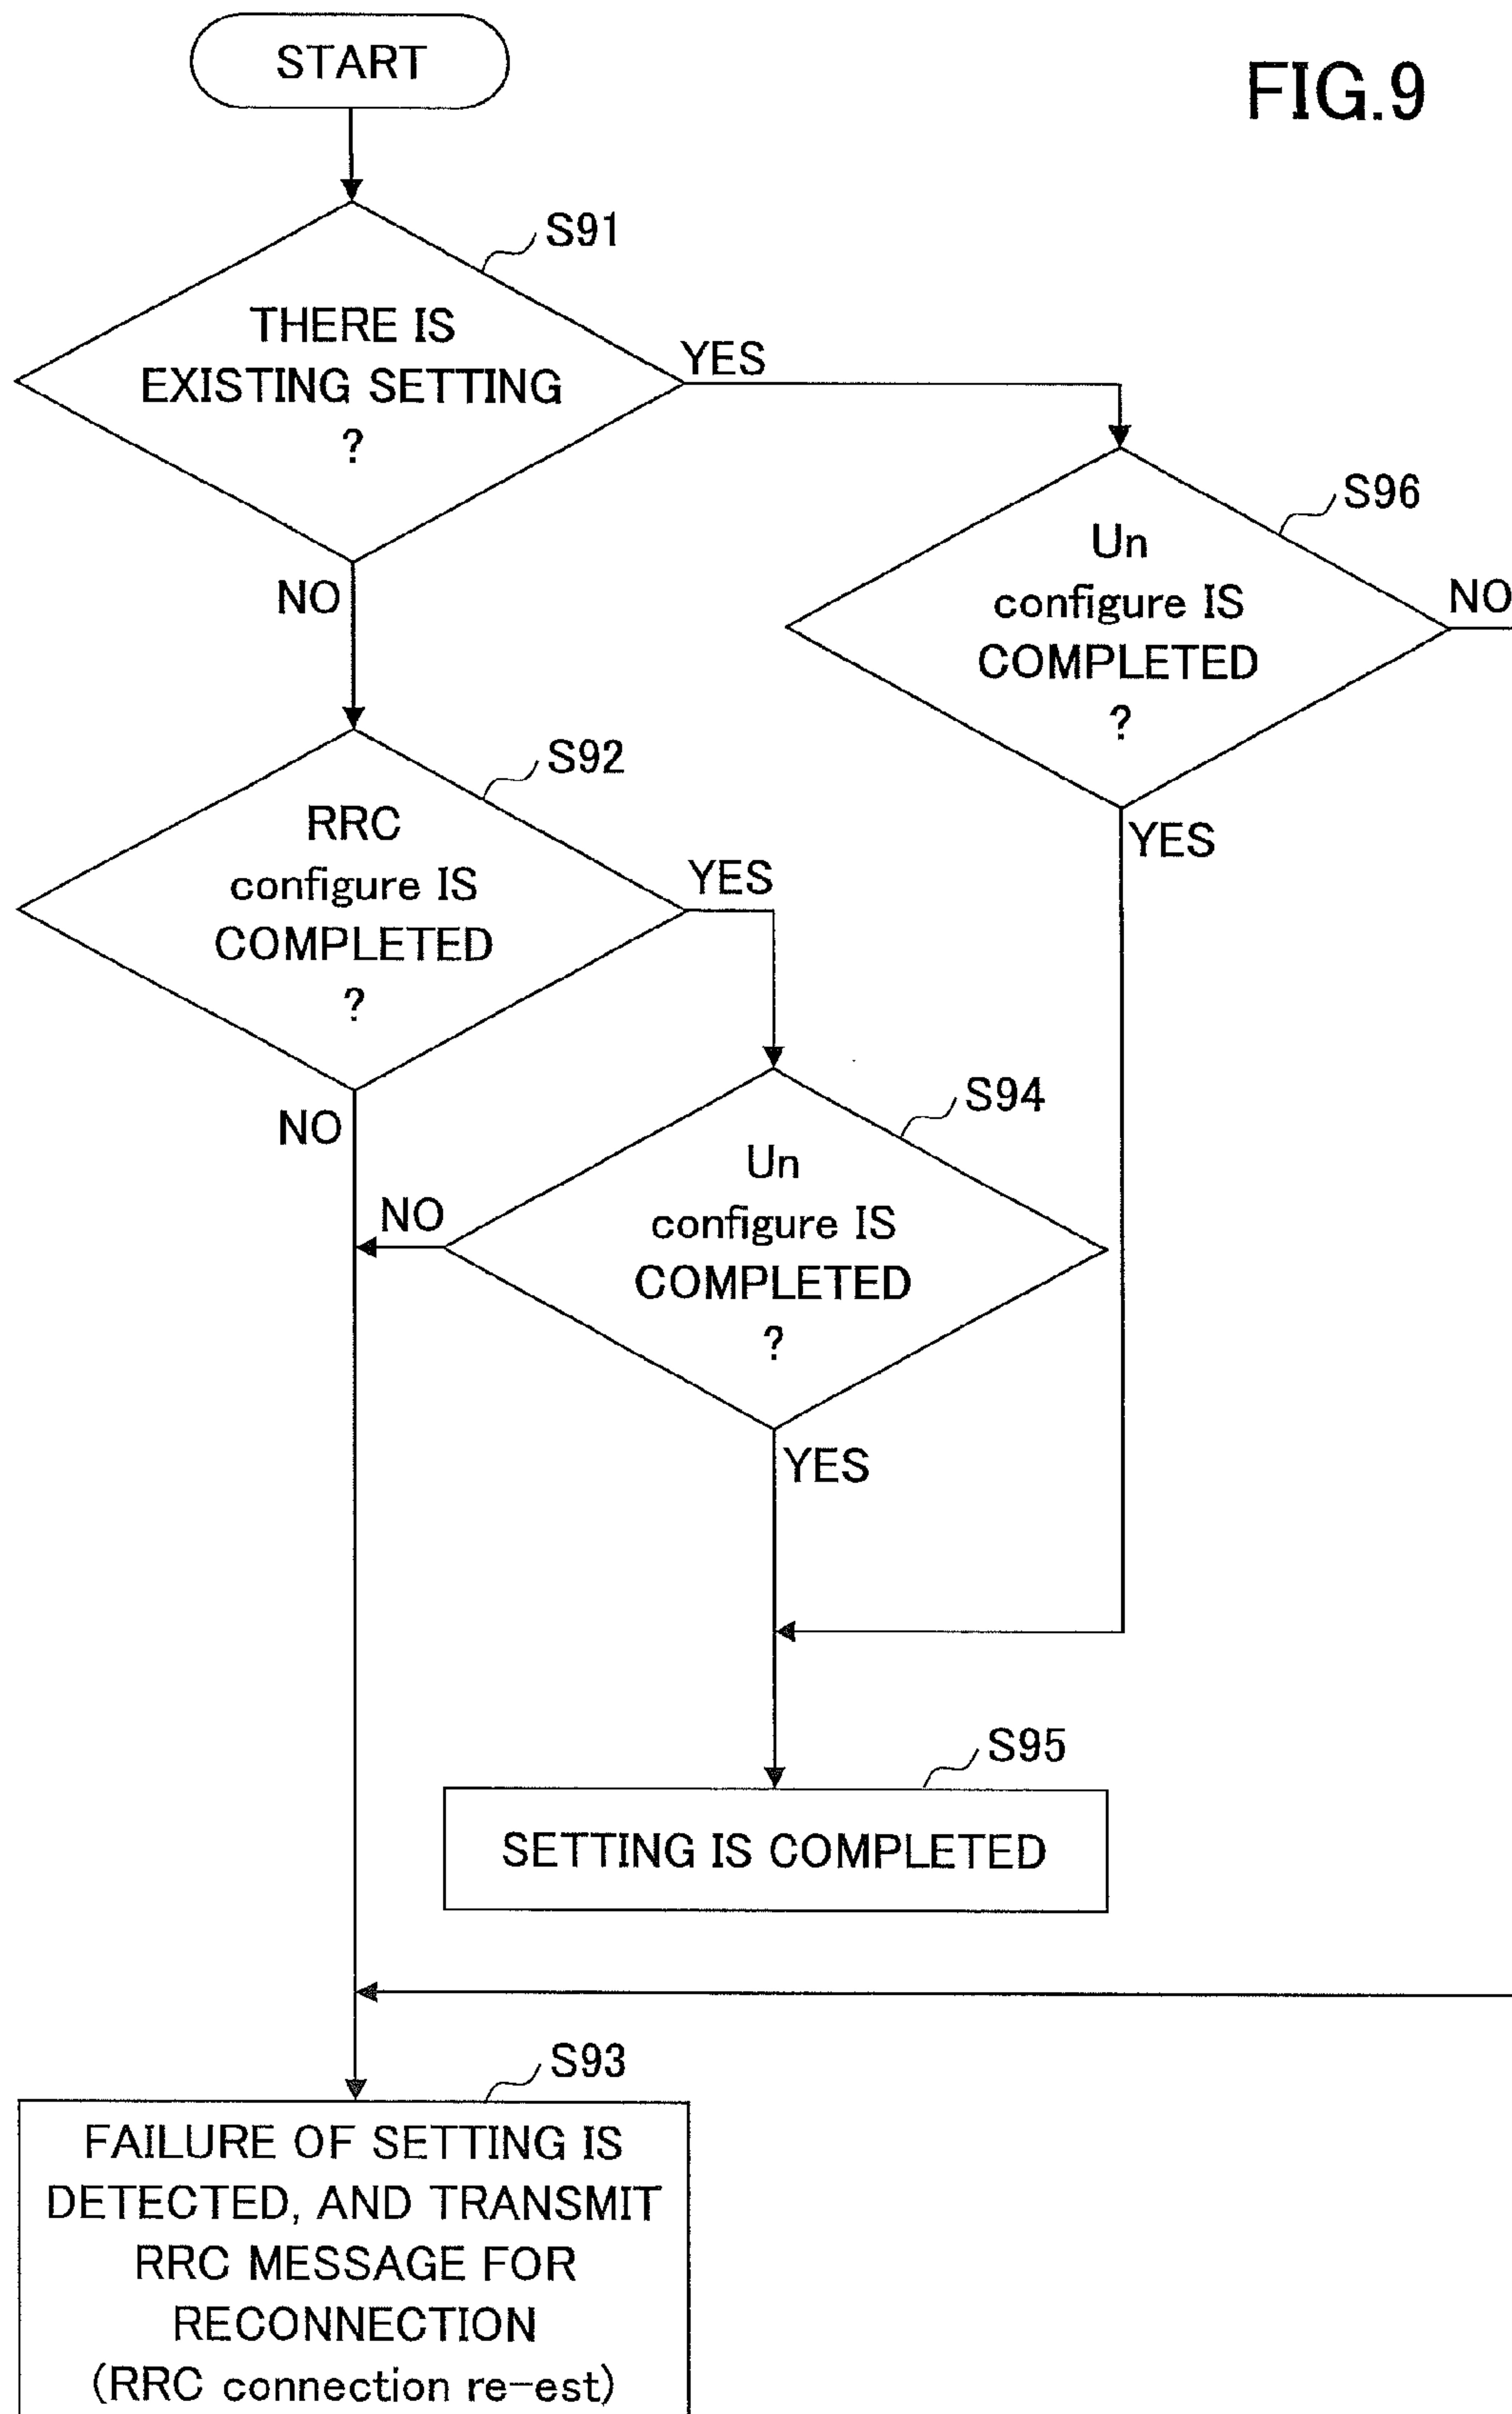 START
FIG.9
S91
THERE IS
EXISTING SETTING
?
YES
NO
S96
Un
configure IS
COMPLETED
?
NO
YES
S92
RRC
configure IS
COMPLETED
?
YES
NO
S94
Un
configure IS
COMPLETED
?
NO
YES
S95
SETTING IS COMPLETED
S93
FAILURE OF SETTING IS
DETECTED, AND TRANSMIT
RRC MESSAGE FOR
RECONNECTION
(RRC connection re-est)